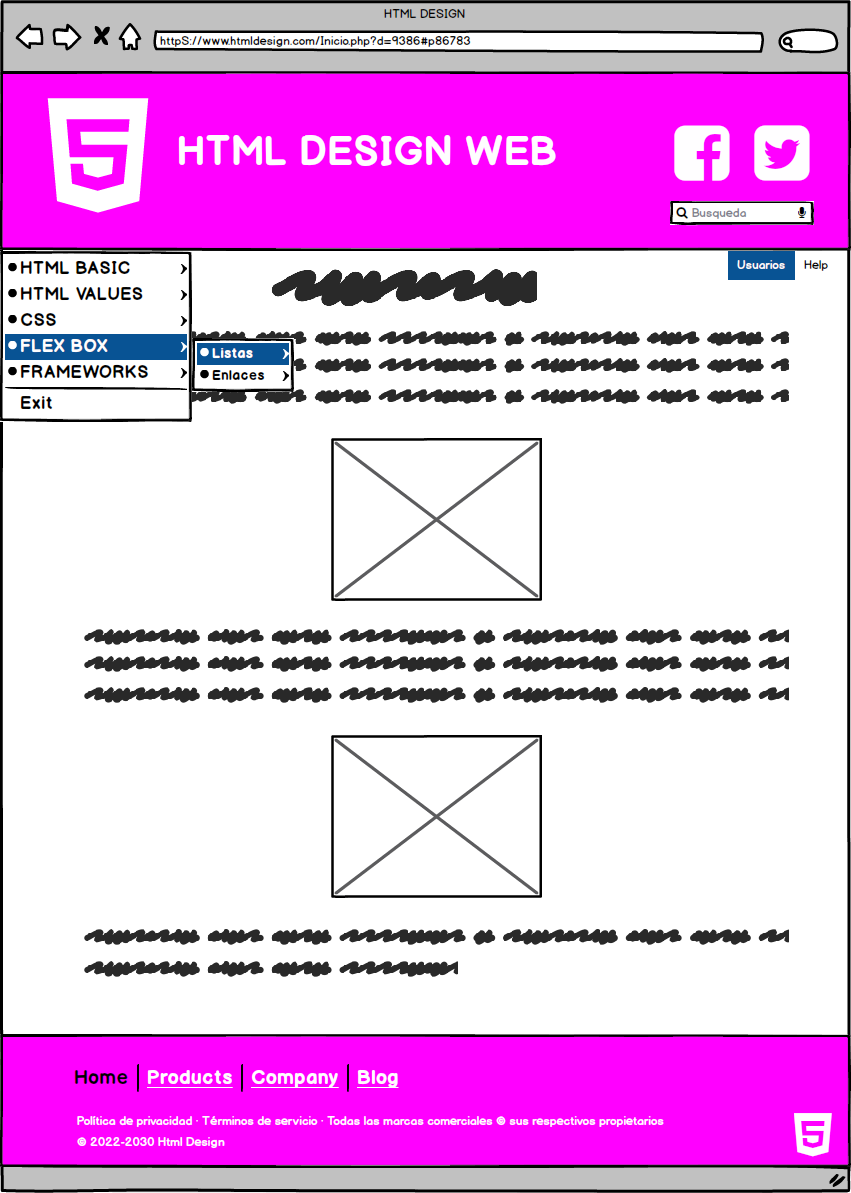 HTML DESIGN
httpS://www.htmldesign.com/Inicio.php?d=9386#p86783
HTML DESIGN WEB
Busqueda
Usuarios Help
HTML BASIC
HTML VALUES
CSS
FLEX BOX
Listas
FRAMEWORKS
Enlaces
Exit
Home Products Company Blog
Política de privacidad · Términos de servicio · Todas las marcas comerciales © sus respectivos propietarios
© 2022-2030 Html Design